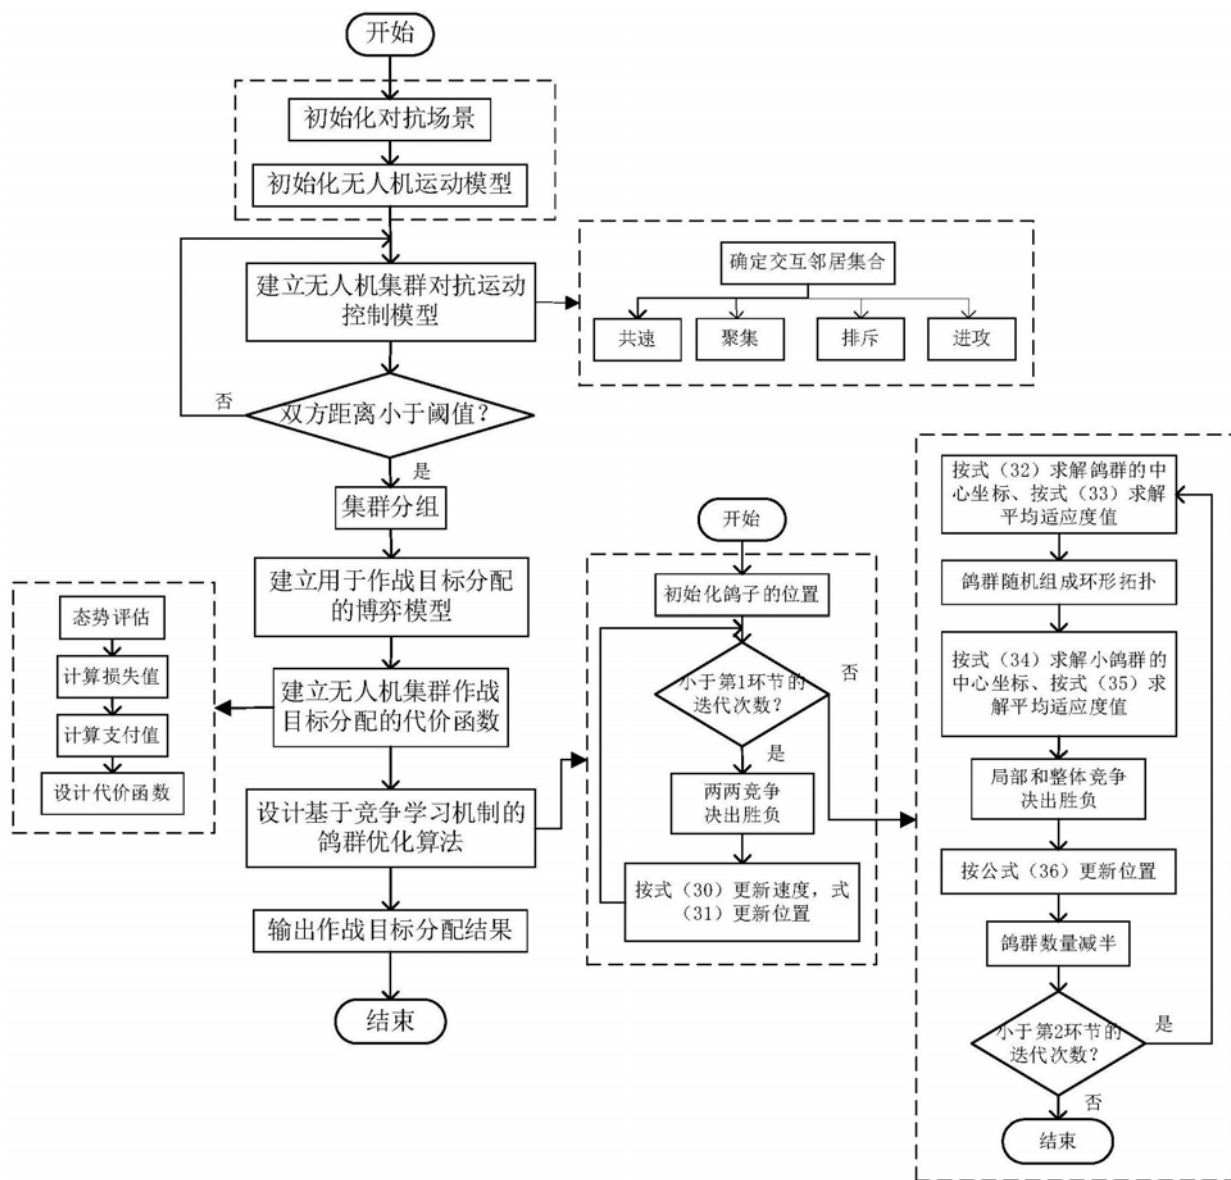 开始
初始化对抗场景
初始化无人机运动模型
建立无人机集群对抗运动
控制模型
确定交互邻居集合
共速
聚集
排斥
进攻
双方距离小于阈值？
否
是
集群分组
建立用于作战目标分配
的博弈模型
建立无人机集群作战
目标分配的代价函数
态势评估
计算损失值
计算支付值
设计代价函数
设计基于竞争学习机制的
鸽群优化算法
输出作战目标分配结果
结束
开始
初始化鸽子的位置
小于第1环节的
迭代次数？
否
是
两两竞争
决出胜负
按式（30）更新速度，式
（31）更新位置
按式（32）求解鸽群的中
心坐标、按式（33）求解
平均适应度值
鸽群随机组成环形拓扑
按式（34）求解小鸽群的
中心坐标、按式（35）求
解平均适应度值
局部和整体竞争
决出胜负
按公式（36）更新位置
鸽群数量减半
小于第2环节的
迭代次数？
是
否
结束